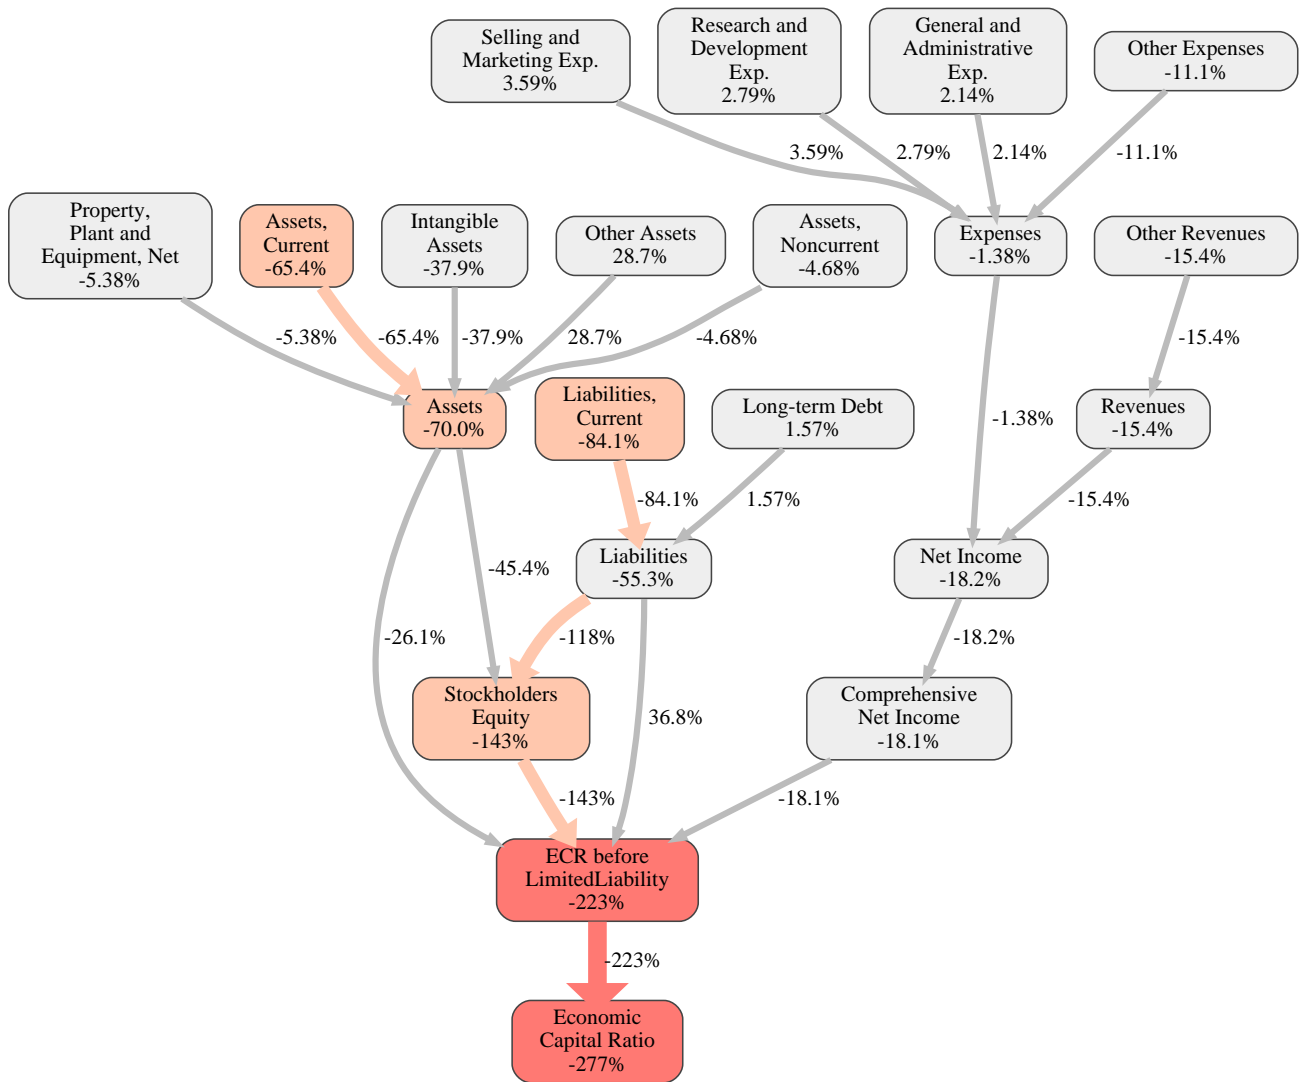 Selling and
Marketing Exp.
3.59%
Research and
Development
Exp.
2.79%
General and
Administrative
Exp.
2.14%
Other Expenses
-11.1%
3.59%
2.79%
2.14%
-11.1%
Property,
Plant and
Equipment, Net
-5.38%
Assets,
Current
-65.4%
Intangible
Assets
-37.9%
Other Assets
28.7%
Assets,
Noncurrent
-4.68%
Expenses
-1.38%
Other Revenues
-15.4%
-5.38%
-65.4%
-37.9%
28.7%
-4.68%
-15.4%
Assets
-70.0%
Liabilities,
Current
-84.1%
Long-term Debt
1.57%
-1.38%
Revenues
-15.4%
-84.1%
1.57%
-15.4%
-45.4%
Liabilities
-55.3%
Net Income
-18.2%
-26.1%
-118%
-18.2%
Stockholders
Equity
-143%
36.8%
Comprehensive
Net Income
-18.1%
-143%
-18.1%
ECR before
LimitedLiability
-223%
-223%
Economic
Capital Ratio
-277%